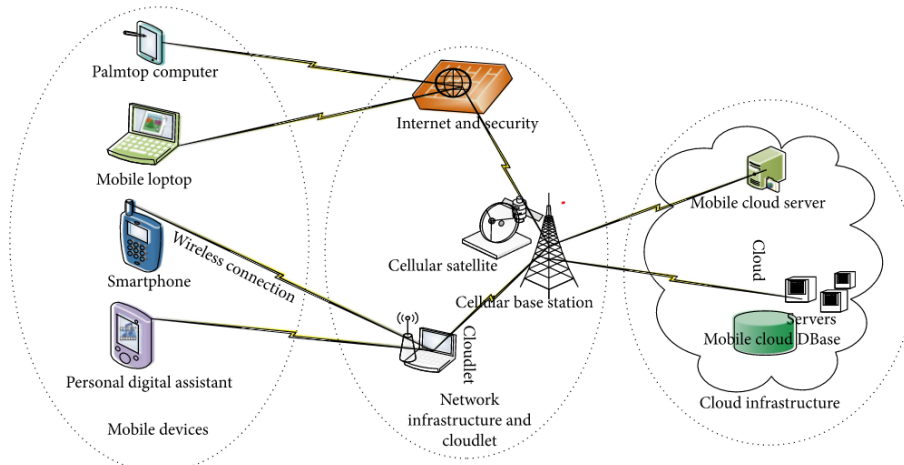 Palmtop computer
Mobile loptop
Wireless connection
Smartphone
Personal digital assistant
Mobile devices
Internet and security
Cellular satellite
Cellular base station
Cloudlet
Network
infrastructure and
cloudlet
Mobile cloud server
Cloud
Servers
Mobile cloud DBase
Cloud infrastructure